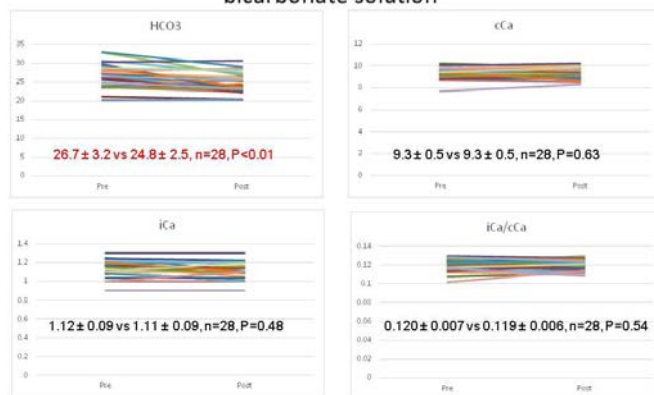 bicarbonate solution
HCO3
35
30
25
20
15
10
5
0
26.7 ± 3.2 vs 24.8 ± 2.5, n=28, P<0.01
Pre
Post
cCa
12
10
8
6
4
2
0
9.3 ± 0.5 vs 9.3 ± 0.5, n=28, P=0.63
Pre
Post
iCa
1.4
1.2
1
0.8
0.6
0.4
0.2
0
1.12 ± 0.09 vs 1.11 ± 0.09, n=28, P=0.48
Pre
Post
iCa/cCa
0.14
0.12
0.1
0.08
0.06
0.04
0.02
0
0.120 ± 0.007 vs 0.119 ± 0.006, n=28, P=0.54
Pre
Post